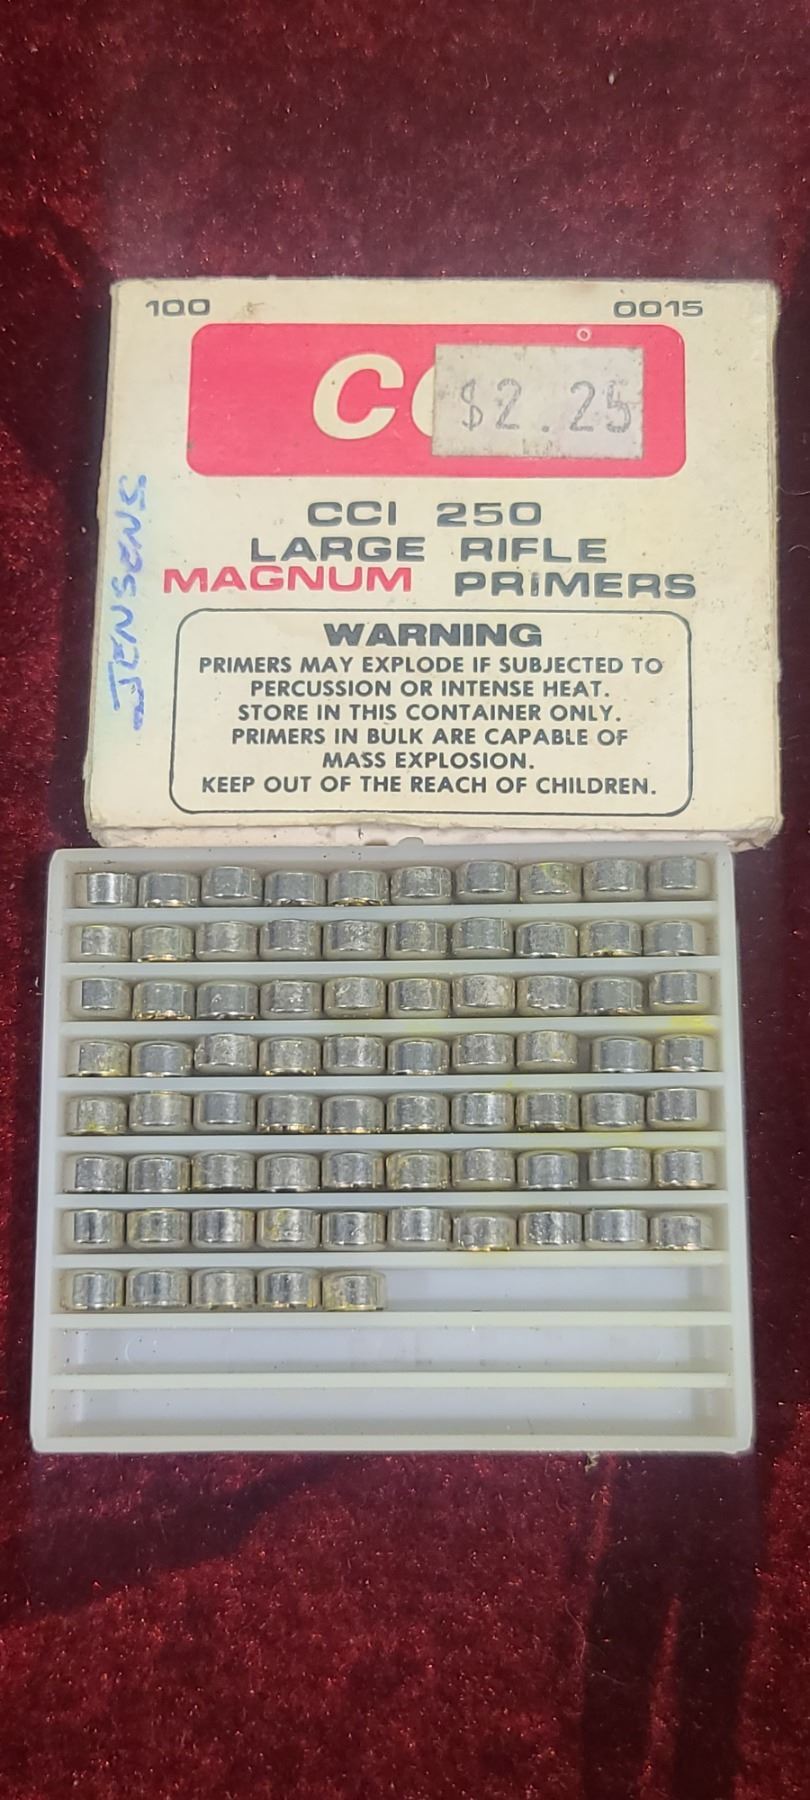 100 0015
CC
$2.25
CCI 250
LARGE RIFLE
MAGNUM PRIMERS
JENSENS
WARNING
PRIMERS MAY EXPLODE IF SUBJECTED TO
PERCUSSION OR INTENSE HEAT.
STORE IN THIS CONTAINER ONLY.
PRIMERS IN BULK ARE CAPABLE OF
MASS EXPLOSION.
KEEP OUT OF THE REACH OF CHILDREN.